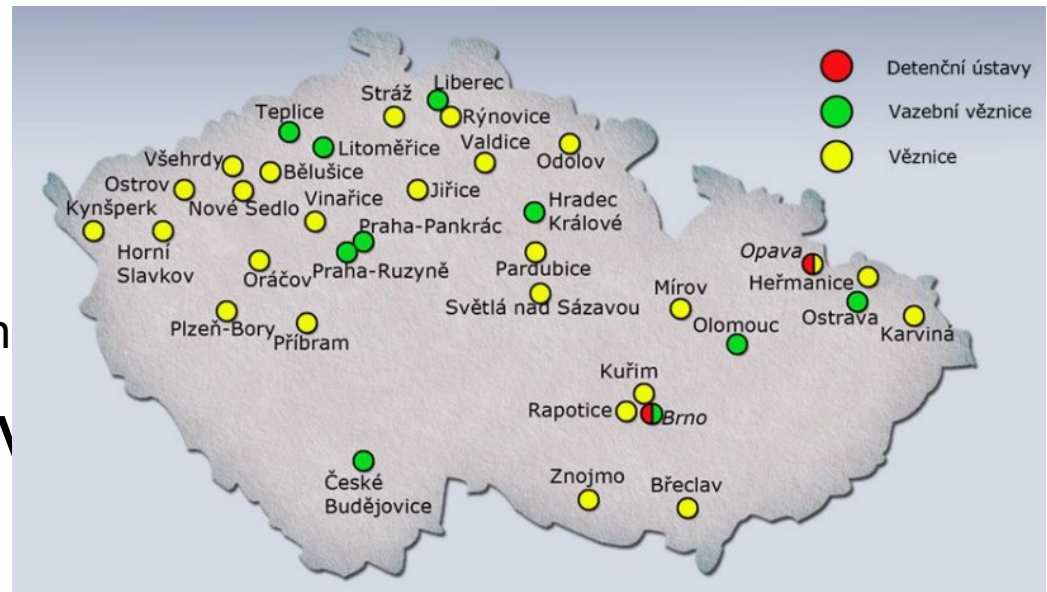 Detenční ústavy
Vazební věznice
Věznice
Liberec
Stráž
Teplice
Rýnovice
Litoměřice
Valdice
Odolov
Všehrdy
Bělušice
Ostrov
Jiřice
Nové Sedlo
Vinařice
Kynšperk
Hradec
Králové
Praha-Pankrác
Horní
Slavkov
Praha-Ruzyně
Oráčov
Pardubice
Opava
Heřmanice
Světlá nad Sázavou
Mírov
Ostrava
Olomouc
Karviná
Plzeň-Bory
Příbram
Kuřim
Rapotice
Brno
České
Budějovice
Znojmo
Břeclav